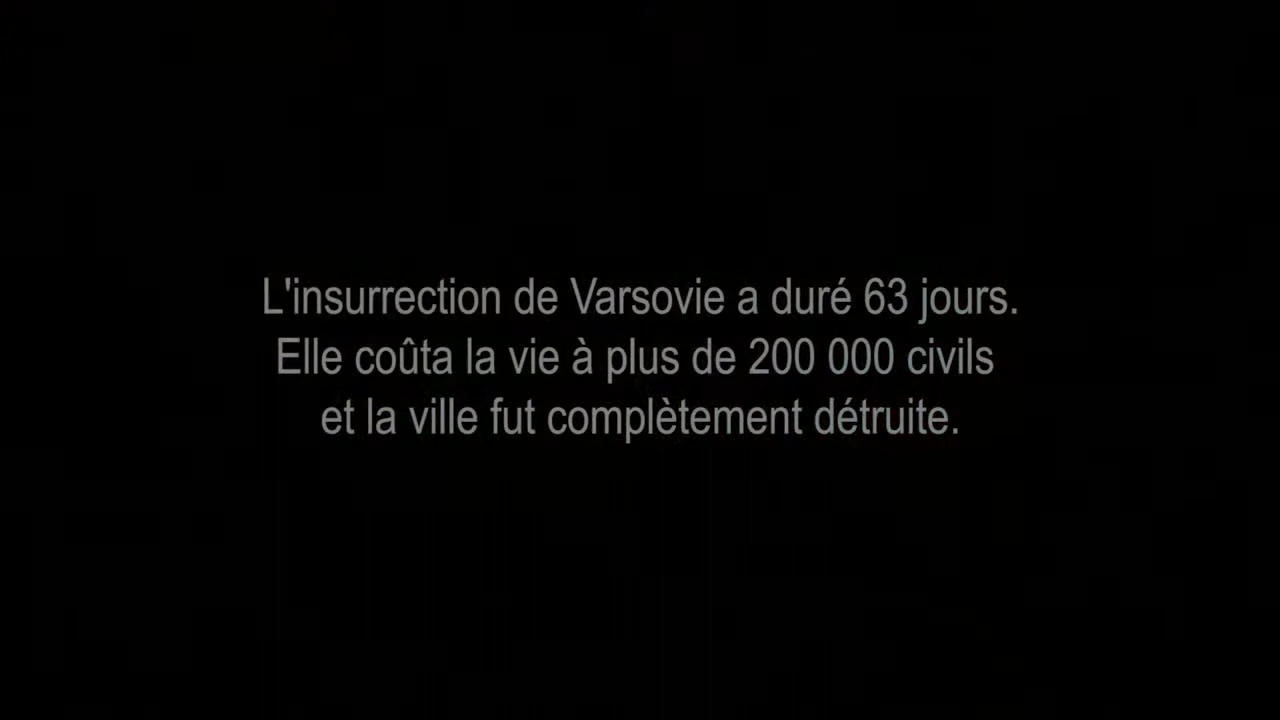 L'insurrection de Varsovie a duré 63 jours.
Elle coûta la vie à plus de 200 000 civils
et la ville fut complètement détruite.